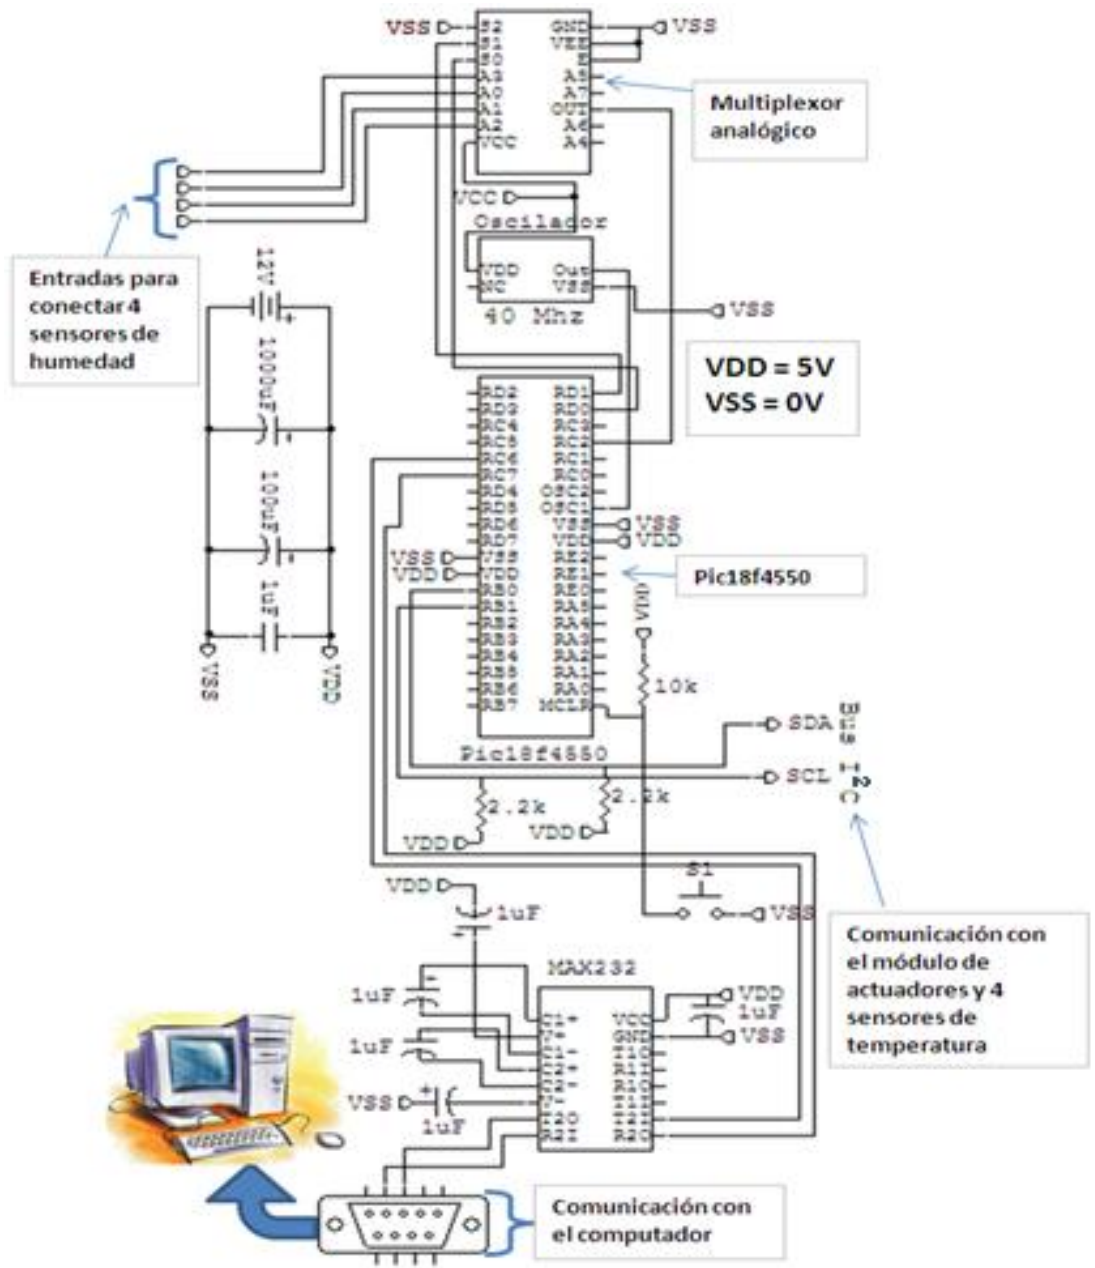 VSS
S2
S1
S0
A3
A0
A1
A2
VCC
GND
VEE
E
A5
A7
OUT
A6
A4
VSS
Multiplexor
analógico
VCC
Oscilador
VDD
NC
Out
VSS
40 Mhz
VSS
Entradas para
conectar 4
sensores de
humedad
12V
+
1000uF
100uF
1uF
VSS
VDD
VDD = 5V
VSS = 0V
RD2
RD3
RC4
RC5
RC6
RC7
RD4
RD5
RD6
RD7
VSS
VDD
RB0
RB1
RB2
RB3
RB4
RB5
RB6
RB7
RD1
RD0
RC3
RC2
RC1
RC0
OSC2
OSC1
VSS
VDD
RE2
RE1
RE0
RA5
RA4
RA3
RA2
RA1
RA0
MCLR
VSS
VDD
VSS
VDD
Pic18f4550
Pic18f4550
VDD
10k
SDA
SCL
Bus I²C
2.2k
2.2k
VDD
VDD
S1
VSS
VDD
1uF
+
MAX232
1uF
1uF
VSS
+
1uF
C1+
VCC
GND
VDD
1uF
VSS
Comunicación con
el módulo de
actuadores y 4
sensores de
temperatura
Comunicación con
el computador